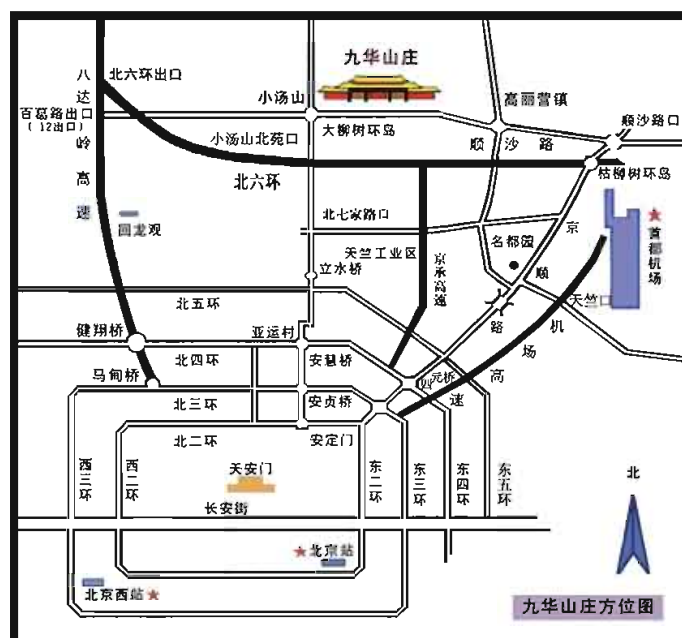 九华山庄
八达岭高速
北六环出口
百葛路出口
(12出口)
小汤山
高丽营镇
顺沙路口
大柳树环岛
顺沙路
小汤山北苑口
北六环
枯柳树环岛
回龙观
北七家路口
京承高速
天竺工业区
名都园
京顺路
首都机场
立水桥
天竺口
北五环
机场高速
健翔桥
亚运村
北四环
安慧桥
马甸桥
四元桥
北三环
安贞桥
北二环
安定门
西三环
西二环
天安门
东二环
东三环
东四环
东五环
长安街
北
北京站
北京西站
九华山庄方位图